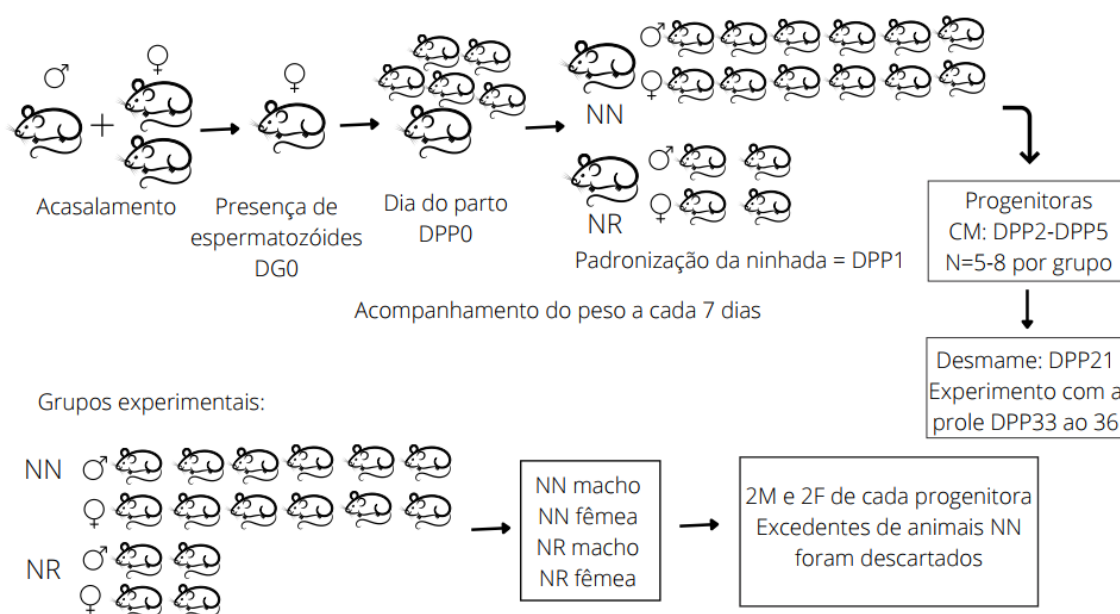 ♂
♀
+
♀
♂
♀
NN
♂
♀
NR
Acasalamento
Presença de
espermatozóides
DG0
Dia do parto
DPP0
Padronização da ninhada = DPP1
Acompanhamento do peso a cada 7 dias
Progenitoras
CM: DPP2-DPP5
N=5-8 por grupo
Desmame: DPP21
Experimento com a
prole DPP33 ao 36
Grupos experimentais:
NN ♂
♀
NR ♂
♀
NN macho
NN fêmea
NR macho
NR fêmea
2M e 2F de cada progenitora
Excedentes de animais NN
foram descartados